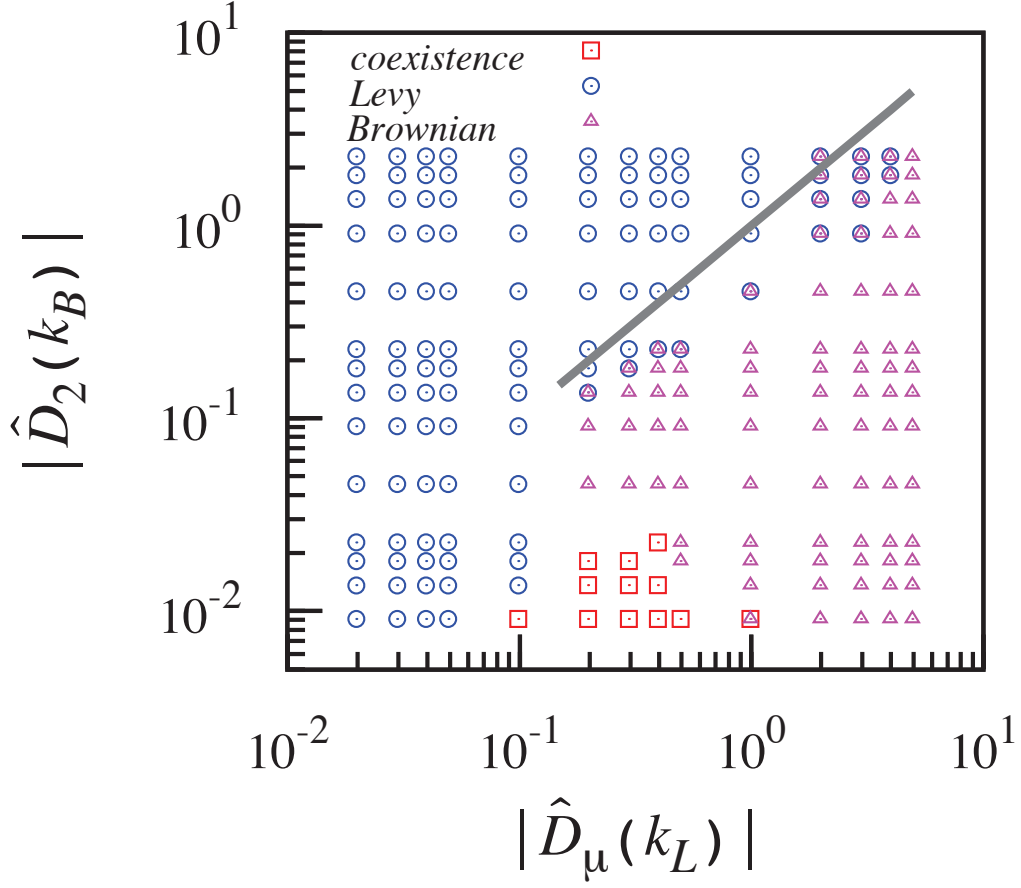 10^1
10^0
10^-1
10^-2
|D̂_2(k_B)|
coexistence
Levy
Brownian
10^-2 10^-1 10^0 10^1
|D̂_μ(k_L)|